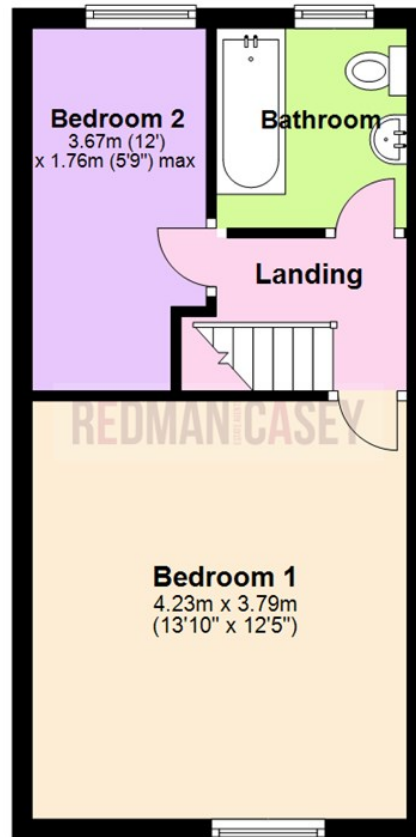 Bedroom 2
3.67m (12')
x 1.76m (5'9") max
Bathroom
Landing
REDMAN CASEY
Bedroom 1
4.23m x 3.79m
(13'10" x 12'5")